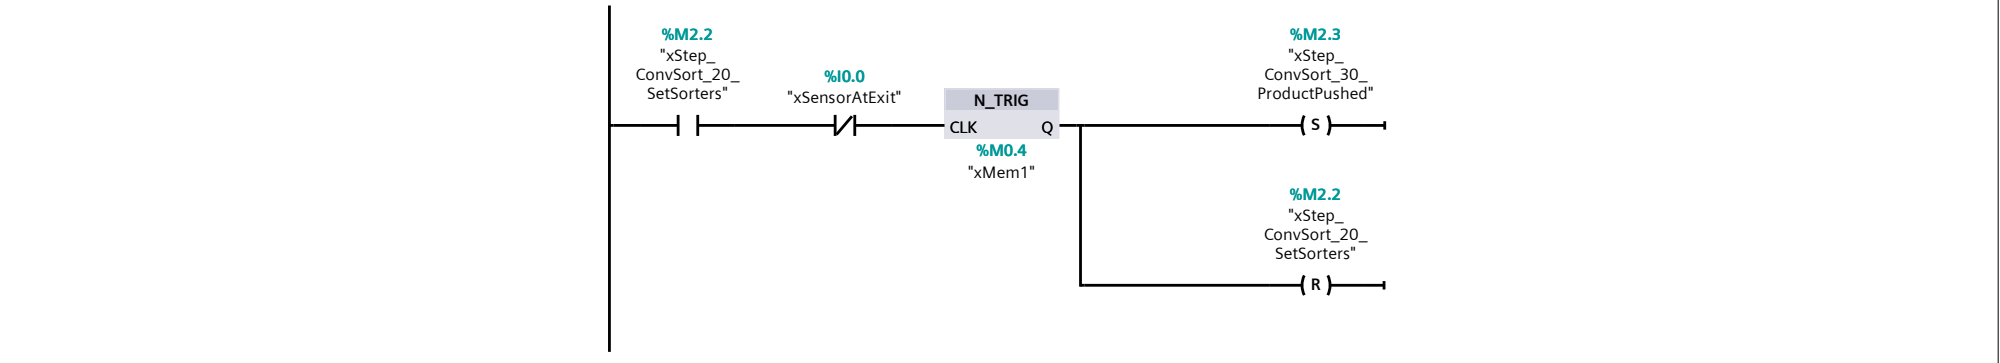 %M2.2
"xStep_
ConvSort_20_
SetSorters"
%I0.0
"xSensorAtExit"
N_TRIG
CLK Q
%M0.4
"xMem1"
%M2.3
"xStep_
ConvSort_30_
ProductPushed"
S
%M2.2
"xStep_
ConvSort_20_
SetSorters"
R